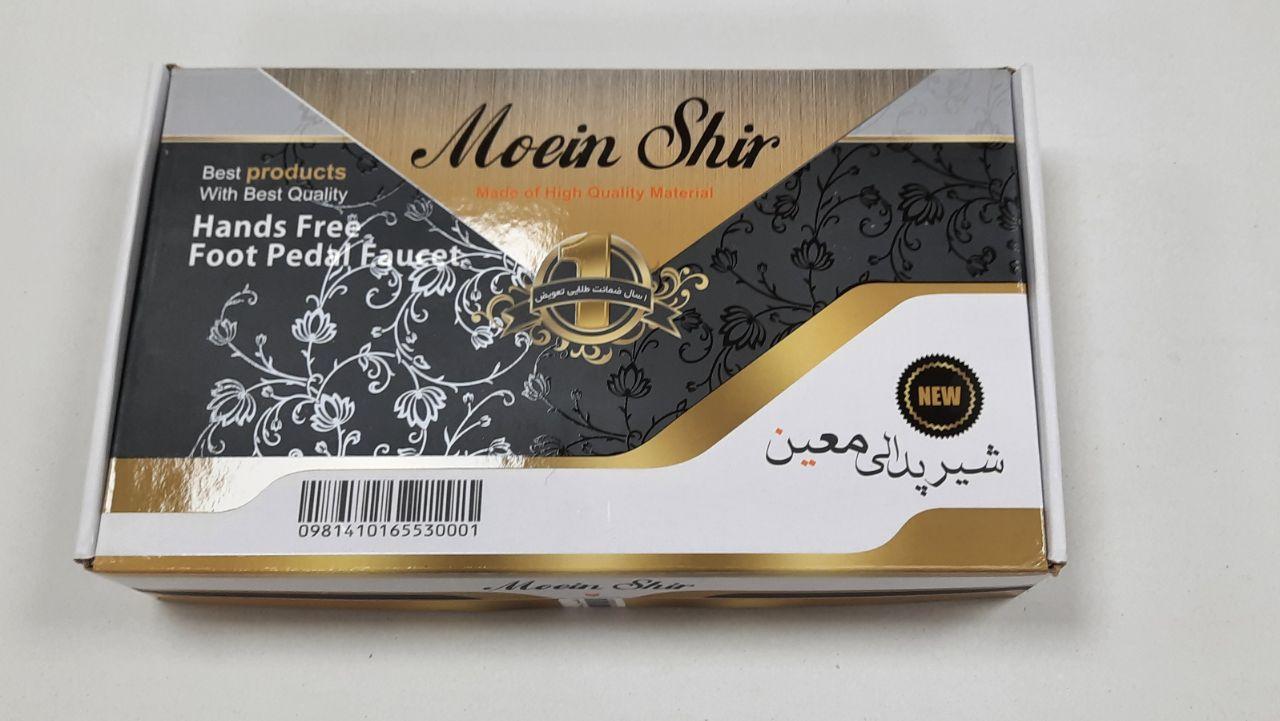 Moein Shir
Made of High Quality Material
Best products
With Best Quality
Hands Free
Foot Pedal Faucet
1
۱ سال ضمانت طلایی تعویض
NEW
شیر پدالی معین
0981410165530001
Moein Shir